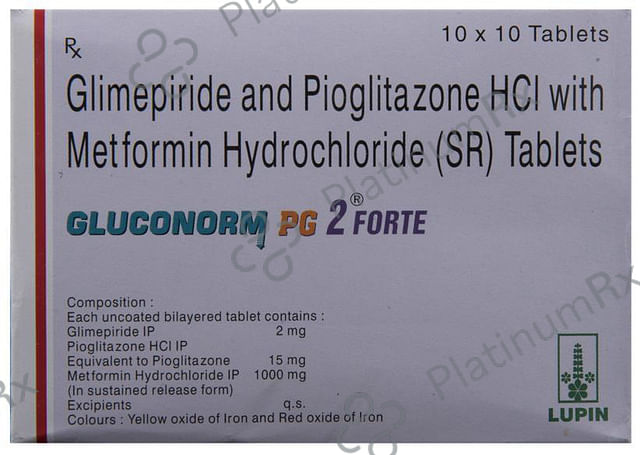 Rx
10 x 10 Tablets
Glimepiride and Pioglitazone HCl with
Metformin Hydrochloride (SR) Tablets
GLUCONORM PG 2® FORTE
Composition :
Each uncoated bilayered tablet contains :
Glimepiride IP 2 mg
Pioglitazone HCl IP
Equivalent to Pioglitazone 15 mg
Metformin Hydrochloride IP 1000 mg
(In sustained release form)
Excipients q.s.
Colours : Yellow oxide of Iron and Red oxide of Iron
LUPIN
PlatinumRx
PlatinumRx
PlatinumRx
Rx